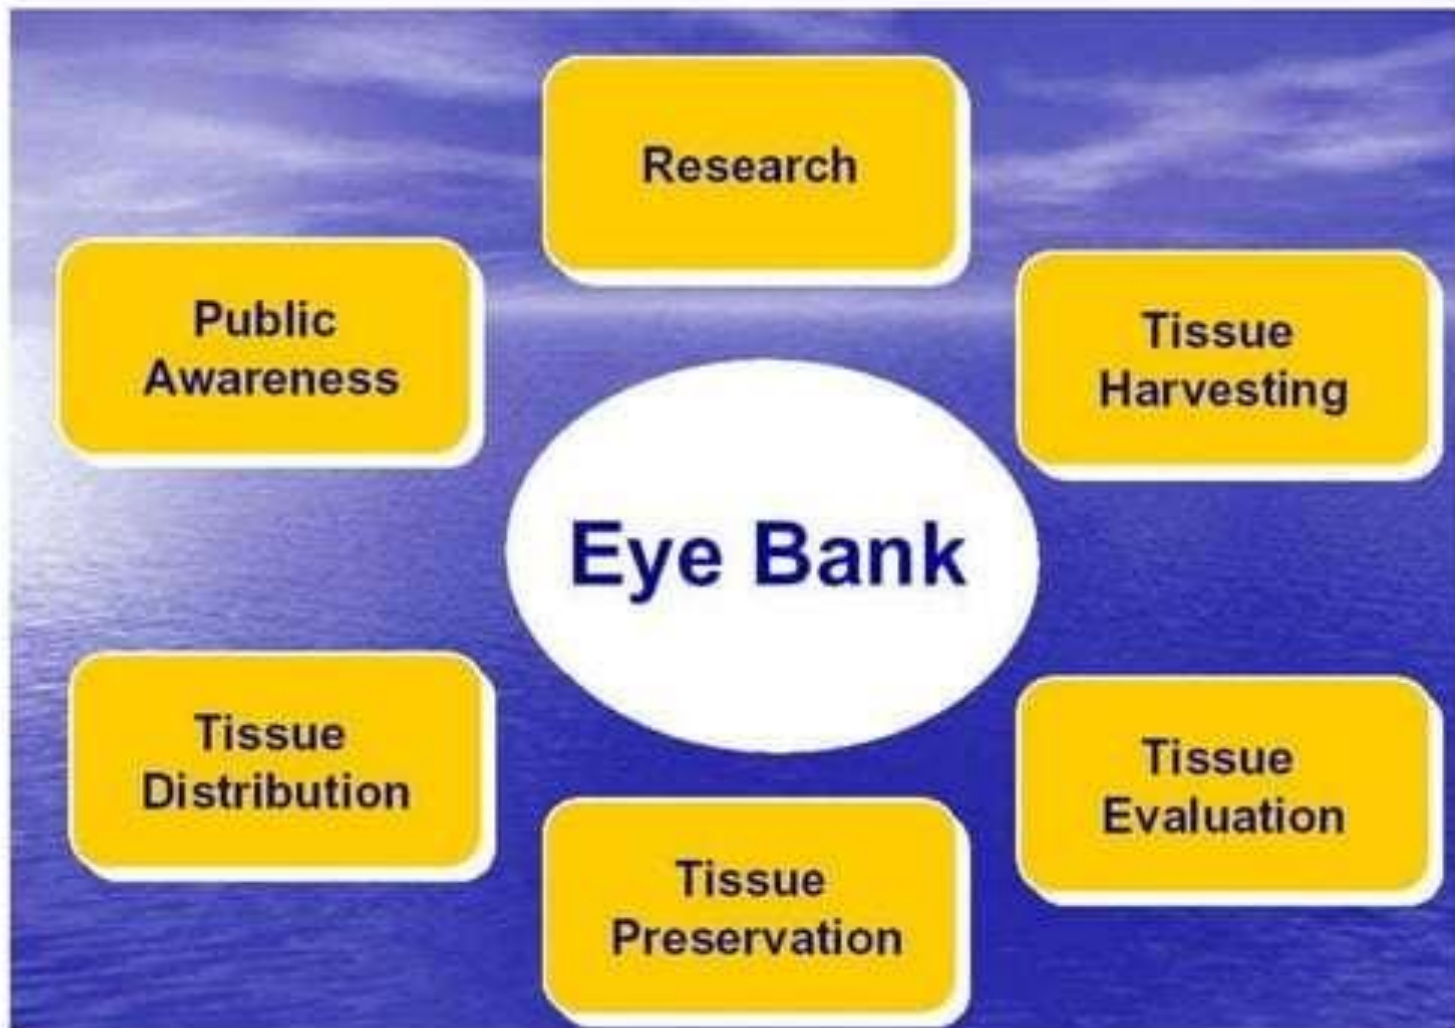 Research
Public
Awareness
Tissue
Harvesting
Eye Bank
Tissue
Distribution
Tissue
Evaluation
Tissue
Preservation